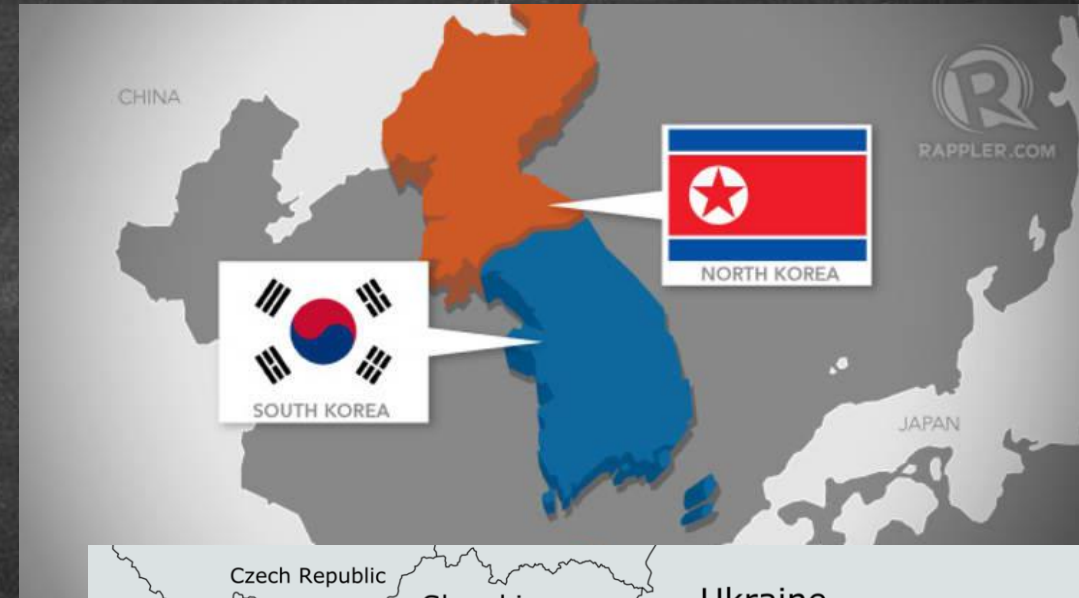 CHINA
R
RAPPLER.COM
NORTH KOREA
SOUTH KOREA
JAPAN
Czech Republic
Ukraine